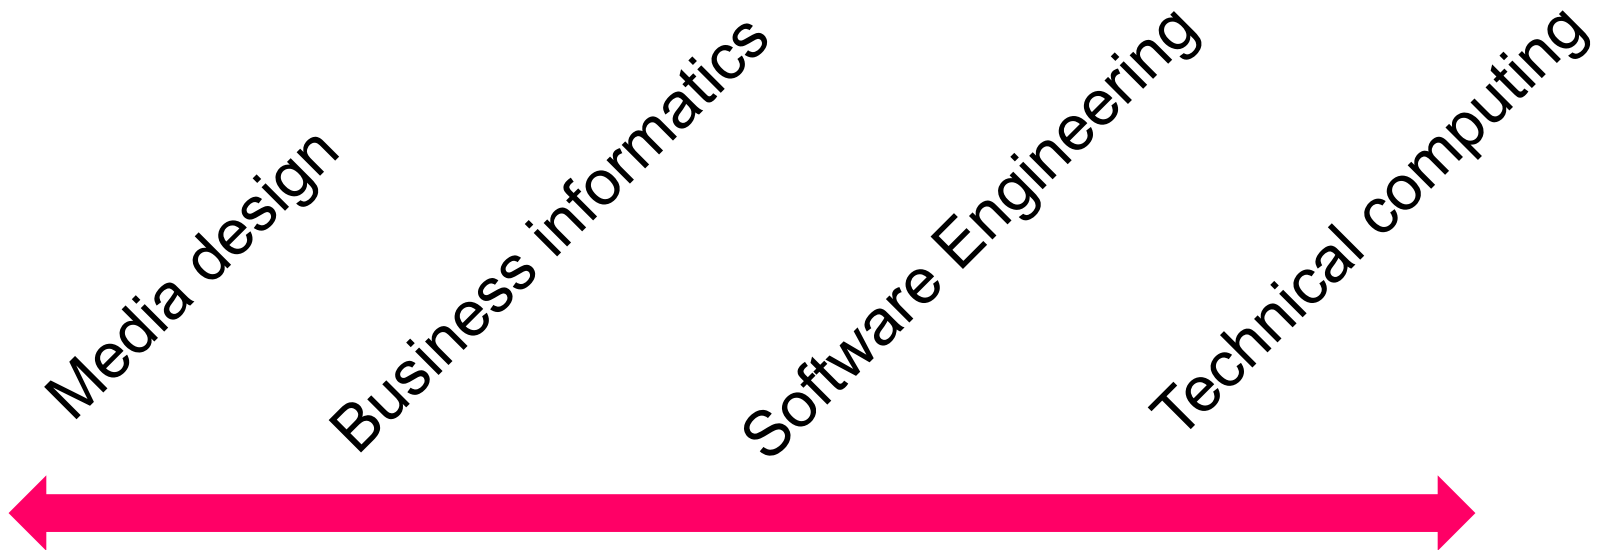 Media design
Business informatics
Software Engineering
Technical computing